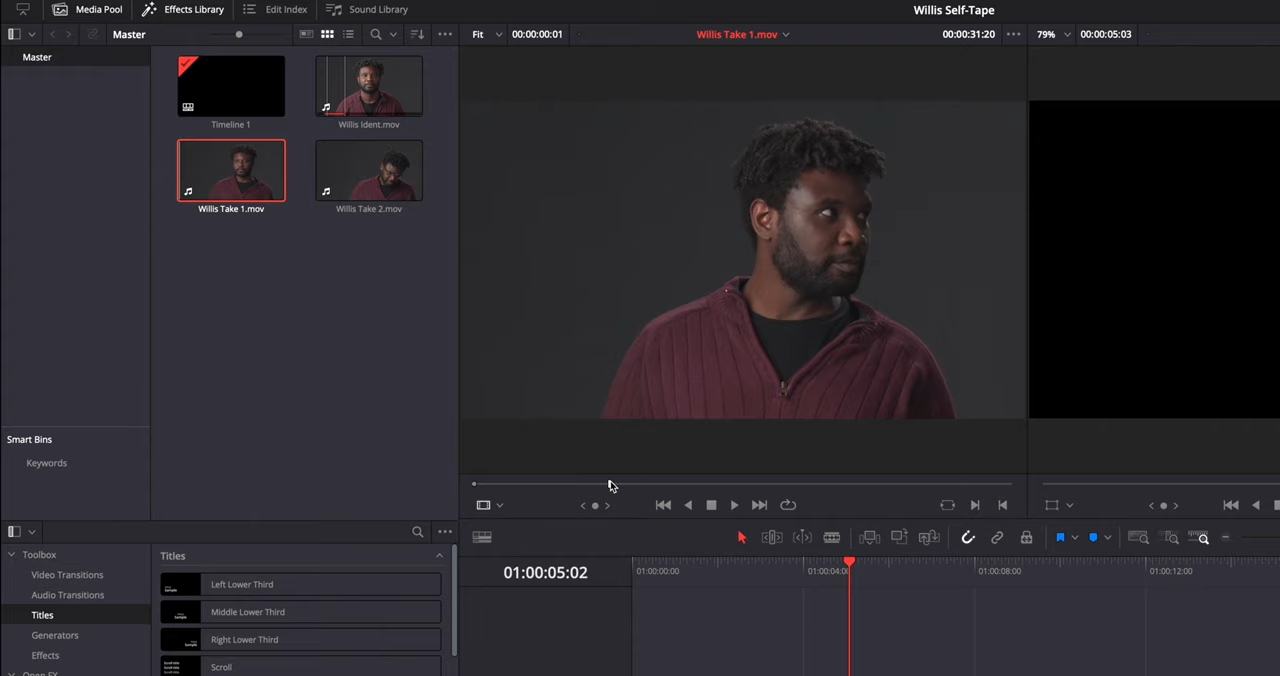 Media Pool Effects Library Edit Index Sound Library Willis Self-Tape
Master Fit 00:00:00:01 Willis Take 1.mov 00:00:31:20 79% 00:00:05:03
Master
Timeline 1 Willis Ident.mov
Willis Take 1.mov Willis Take 2.mov
Smart Bins
Keywords
Toolbox
Video Transitions
Audio Transitions
Titles
Generators
Effects
Open FX
Titles
Left Lower Third
Middle Lower Third
Right Lower Third
Scroll
01:00:05:02 01:00:00:00 01:00:04:00 01:00:08:00 01:00:12:00